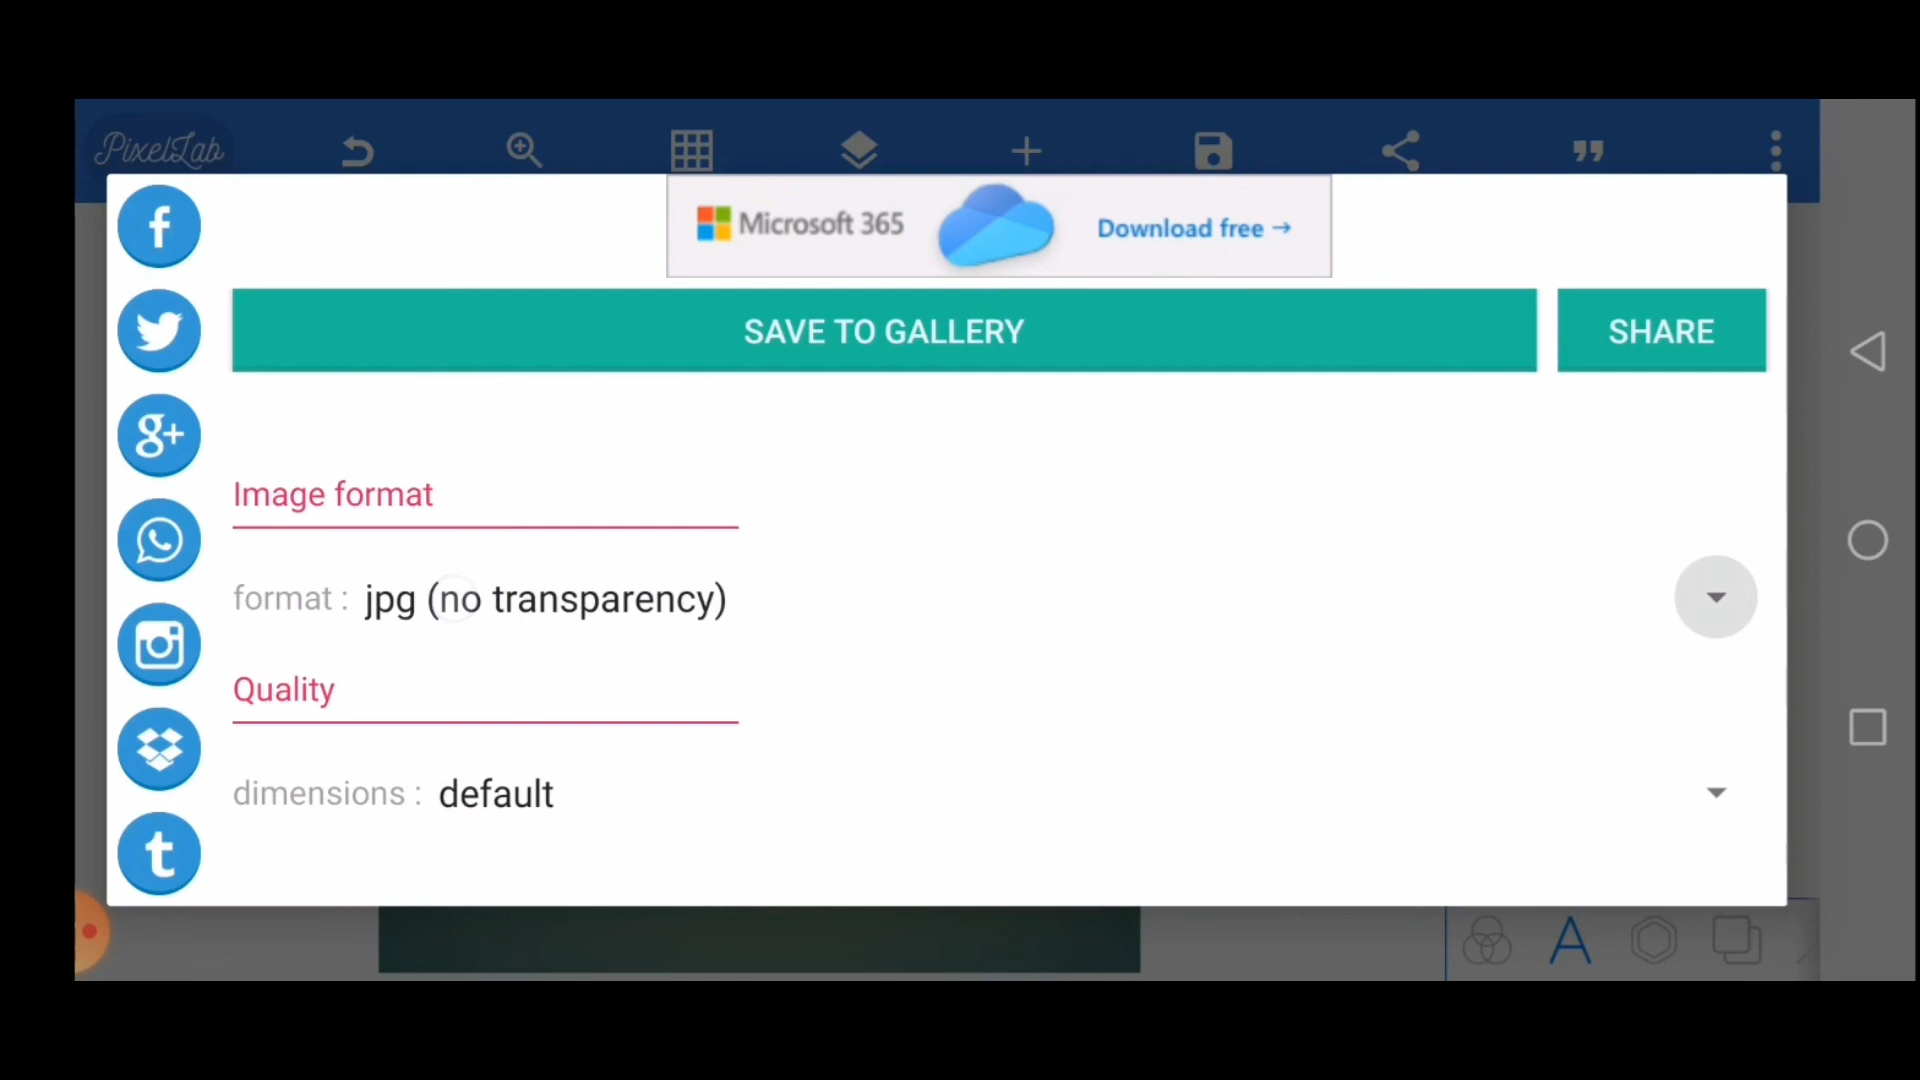 PixelLab
Microsoft 365
Download free →
SAVE TO GALLERY
SHARE
Image format
format : jpg (no transparency)
Quality
dimensions : default